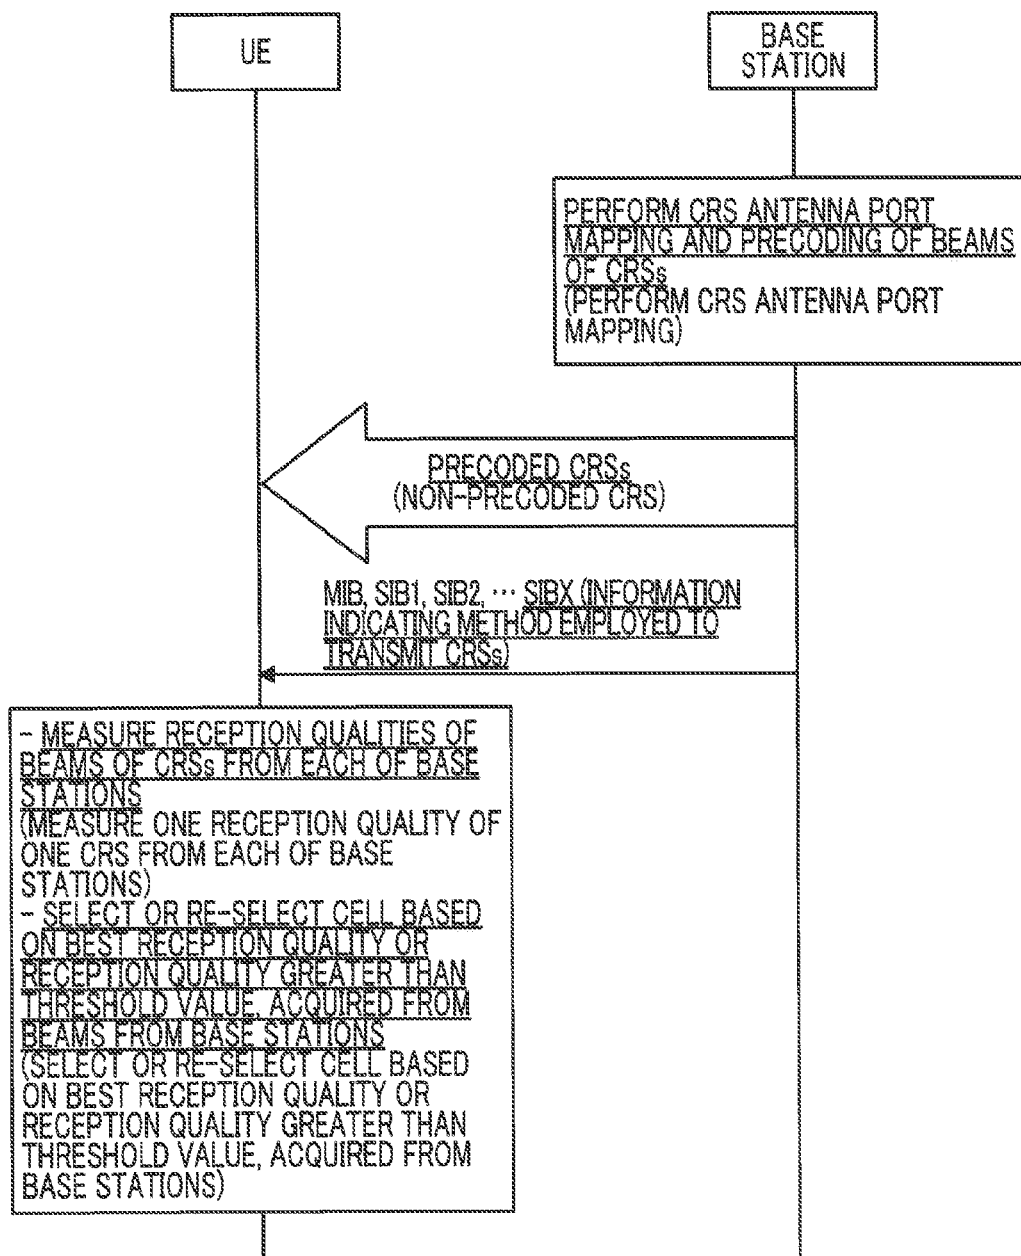 UE
BASE
STATION
PERFORM CRS ANTENNA PORT
MAPPING AND PRECODING OF BEAMS
OF CRSs
(PERFORM CRS ANTENNA PORT
MAPPING)
PRECODED CRSs
(NON-PRECODED CRS)
MIB, SIB1, SIB2, ··· SIBX (INFORMATION
INDICATING METHOD EMPLOYED TO
TRANSMIT CRSs)
- MEASURE RECEPTION QUALITIES OF
BEAMS OF CRSs FROM EACH OF BASE
STATIONS
(MEASURE ONE RECEPTION QUALITY OF
ONE CRS FROM EACH OF BASE
STATIONS)
- SELECT OR RE-SELECT CELL BASED
ON BEST RECEPTION QUALITY OR
RECEPTION QUALITY GREATER THAN
THRESHOLD VALUE, ACQUIRED FROM
BEAMS FROM BASE STATIONS
(SELECT OR RE-SELECT CELL BASED
ON BEST RECEPTION QUALITY OR
RECEPTION QUALITY GREATER THAN
THRESHOLD VALUE, ACQUIRED FROM
BASE STATIONS)